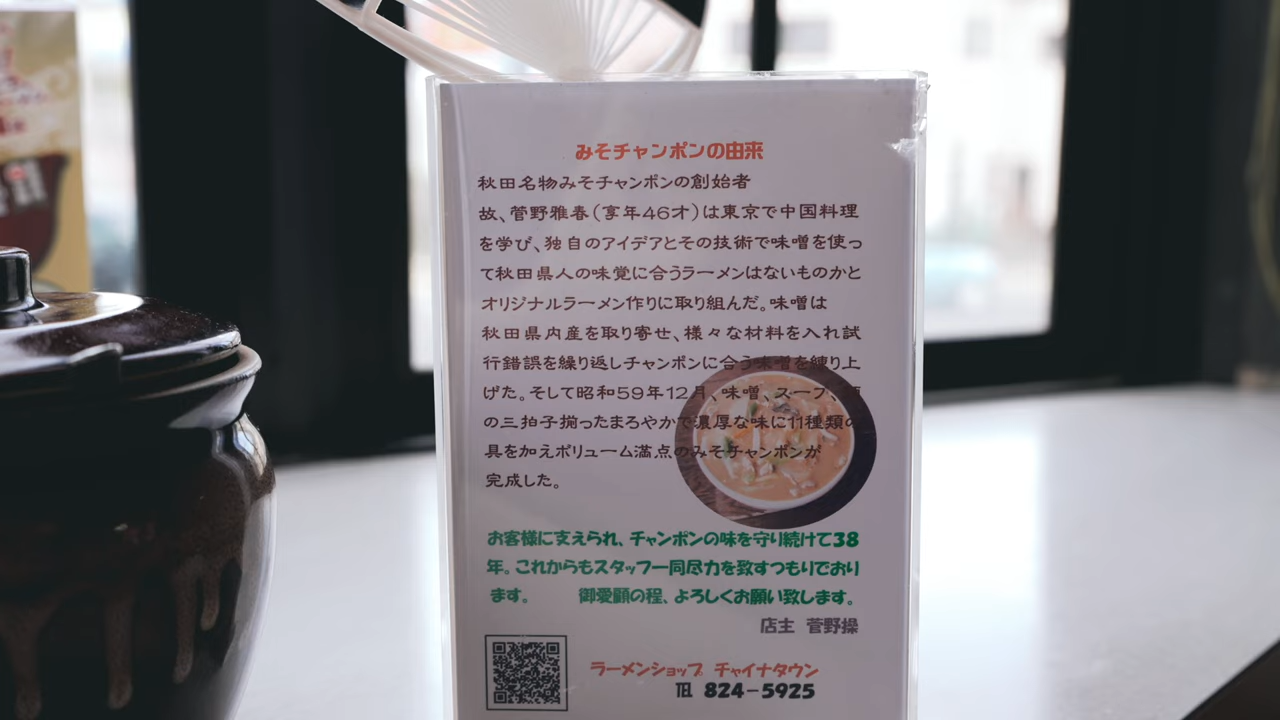 みそチャンポンの由来
秋田名物みそチャンポンの創始者
故、菅野雅春(享年46才)は東京で中国料理
を学び、独自のアイデアとその技術で味噌を使っ
て秋田県人の味覚に合うラーメンはないものかと
オリジナルラーメン作りに取り組んだ。味噌は
秋田県内産を取り寄せ、様々な材料を入れ試
行錯誤を繰り返しチャンポンに合う味噌を練り上
げた。そして昭和59年12月、味噌、スープ、
の三拍子揃ったまろやかで濃厚な味に11種類の
具を加えボリューム満点のみそチャンポンが
完成した。
お客様に支えられ、チャンポンの味を守り続けて38
年。これからもスタッフ一同尽力を致すつもりでおり
ます。 御愛顧の程、よろしくお願い致します。
店主 菅野操
ラーメンショップ チャイナタウン
TEL 824-5925